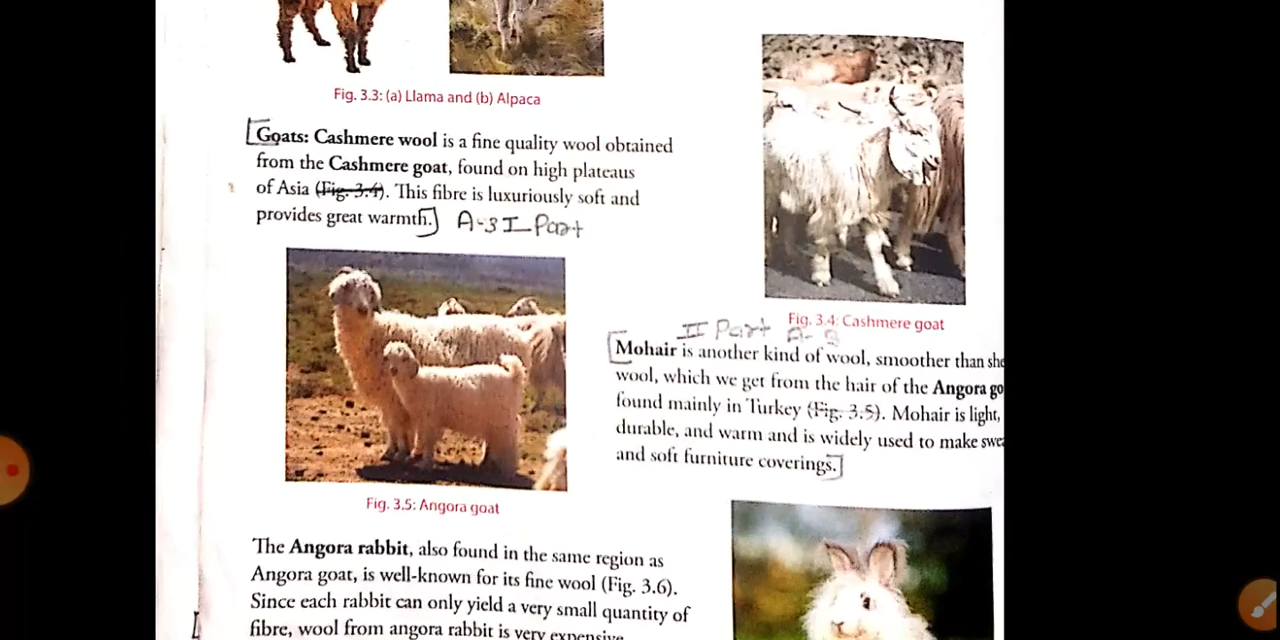 Fig. 3.3: (a) Llama and (b) Alpaca
Goats: Cashmere wool is a fine quality wool obtained
from the Cashmere goat, found on high plateaus
of Asia (Fig. 3.4). This fibre is luxuriously soft and
provides great warmth. A-3 I Part
Fig. 3.4: Cashmere goat
II Part A-
Mohair is another kind of wool, smoother than
wool, which we get from the hair of the Angora
found mainly in Turkey (Fig. 3.5). Mohair is light,
durable, and warm and is widely used to make
and soft furniture coverings.
Fig. 3.5: Angora goat
The Angora rabbit, also found in the same region as
Angora goat, is well-known for its fine wool (Fig. 3.6).
Since each rabbit can only yield a very small quantity of
fibre, wool from angora rabbit is very expensive